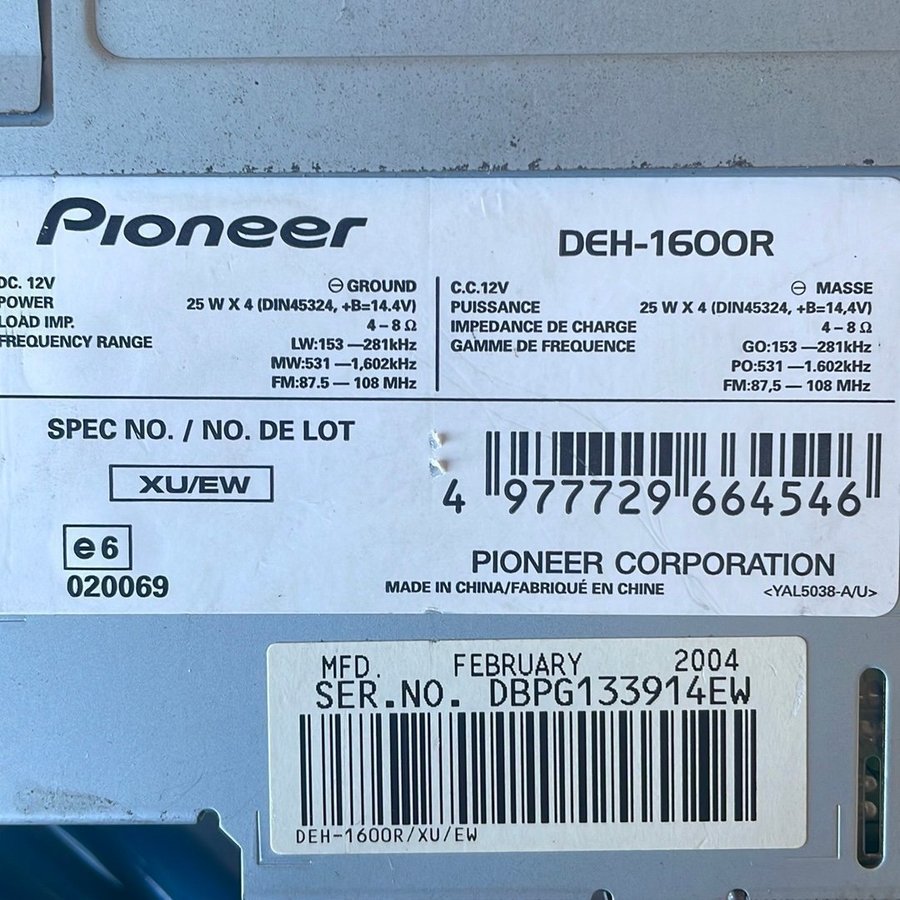 Pioneer
DEH-1600R
DC. 12V
⊖ GROUND
POWER
25 W X 4 (DIN45324, +B=14.4V)
LOAD IMP.
4 – 8 Ω
FREQUENCY RANGE
LW:153 — 281kHz
MW:531 — 1,602kHz
FM:87.5 — 108 MHz
C.C.12V
⊖ MASSE
PUISSANCE
25 W X 4 (DIN45324, +B=14,4V)
IMPEDANCE DE CHARGE
4 – 8 Ω
GAMME DE FREQUENCE
GO:153 — 281kHz
PO:531 — 1.602kHz
FM:87,5 — 108 MHz
SPEC NO. / NO. DE LOT
XU/EW
e6
020069
4 977729 664546
PIONEER CORPORATION
MADE IN CHINA/FABRIQUÉ EN CHINE
<YAL5038-A/U>
MFD. FEBRUARY 2004
SER.NO. DBPG133914EW
DEH-1600R/XU/EW